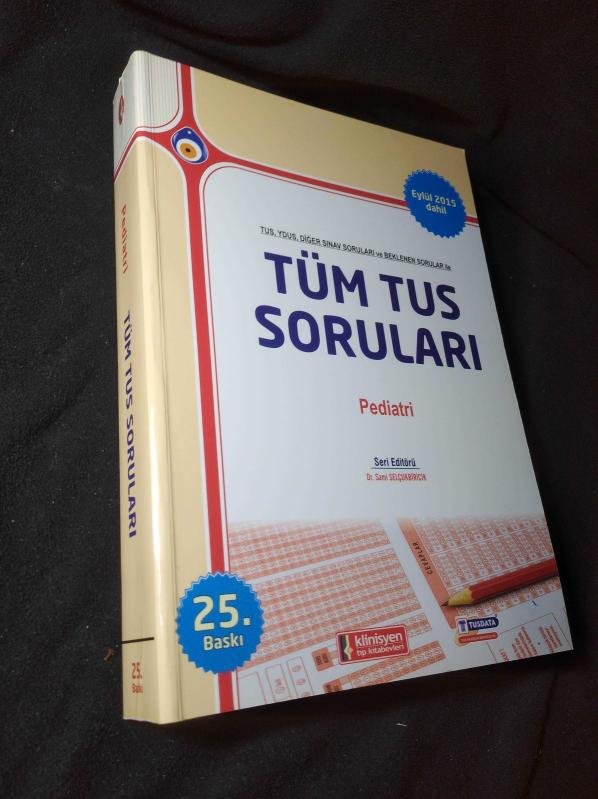 Eylül 2015
dahil
TUS, YDUS, DİĞER SINAV SORULARI ve BEKLENEN SORULAR ile
TÜM TUS
SORULARI
Pediatri
Seri Editörü
Dr. Sami SELÇUKBİRİCİK
CEVAPLAR
25.
Baskı
klinisyen
tıp kitabevleri
TUSDATA
Pediatri
TÜM TUS SORULARI
25.
Baskı